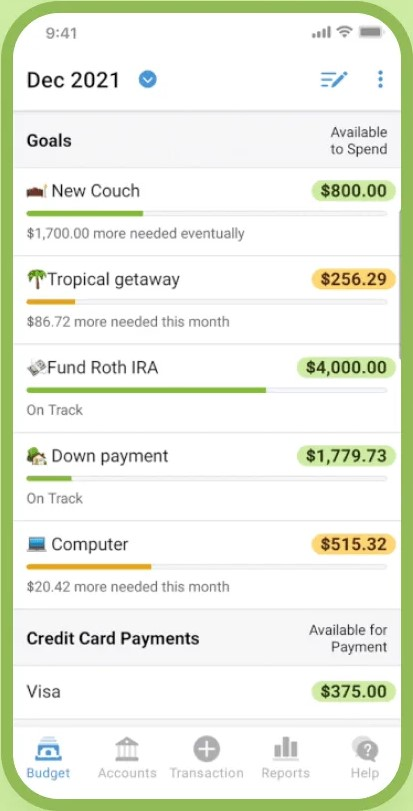 9:41
Dec 2021
Goals
Available
to Spend
New Couch
$800.00
$1,700.00 more needed eventually
Tropical getaway
$256.29
$86.72 more needed this month
Fund Roth IRA
$4,000.00
On Track
Down payment
$1,779.73
On Track
Computer
$515.32
$20.42 more needed this month
Credit Card Payments
Available for
Payment
Visa
$375.00
Budget
Accounts
Transaction
Reports
Help